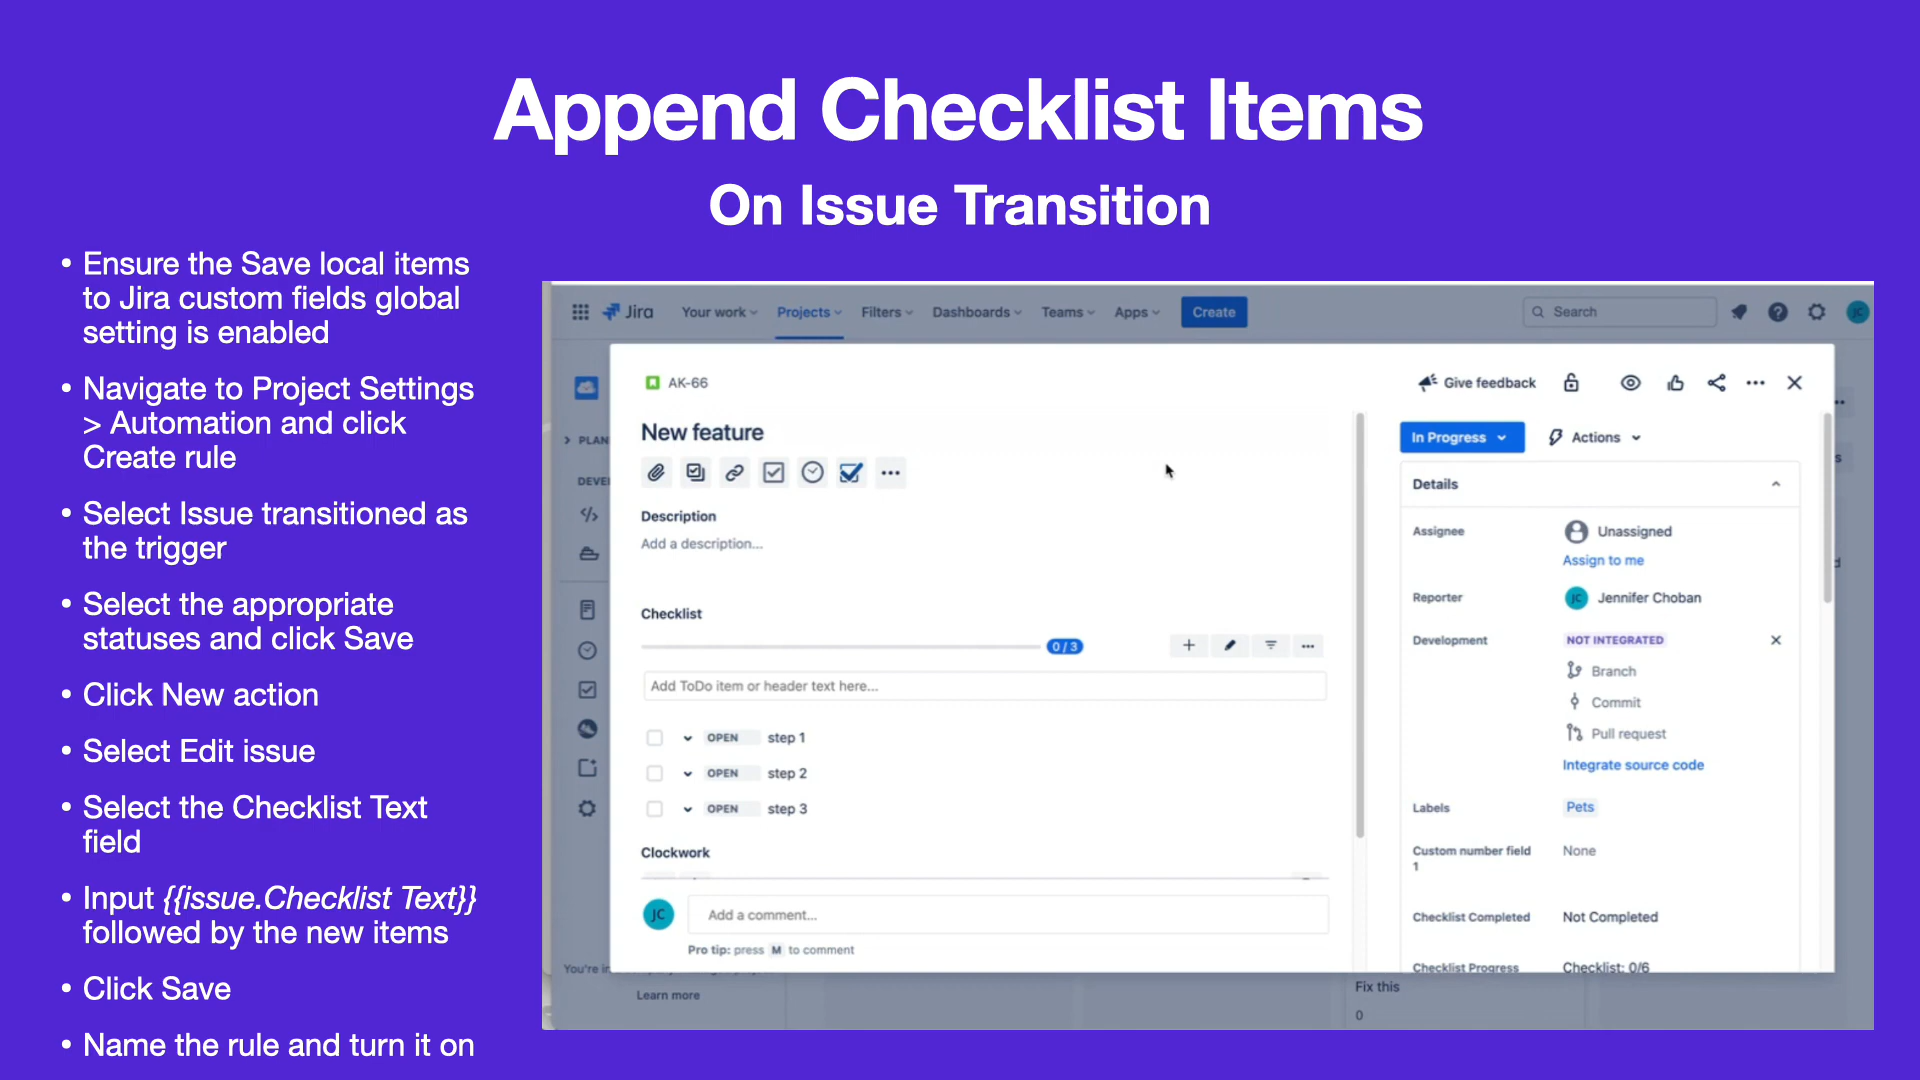 Append Checklist Items
On Issue Transition
• Ensure the Save local items
to Jira custom fields global
setting is enabled
• Navigate to Project Settings
> Automation and click
Create rule
• Select Issue transitioned as
the trigger
• Select the appropriate
statuses and click Save
• Click New action
• Select Edit issue
• Select the Checklist Text
field
• Input {{issue.Checklist Text}}
followed by the new items
• Click Save
• Name the rule and turn it on
Jira Your work Projects Filters Dashboards Teams Apps Create Search JC
PLAN
DEVE
AK-66
Give feedback
New feature
Description
Add a description...
Checklist
0 / 3
Add ToDo item or header text here...
OPEN step 1
OPEN step 2
OPEN step 3
Clockwork
JC Add a comment...
Pro tip: press M to comment
In Progress Actions
Details
Assignee Unassigned
Assign to me
Reporter JC Jennifer Choban
Development NOT INTEGRATED
Branch
Commit
Pull request
Integrate source code
Labels Pets
Custom number field
1
None
Checklist Completed Not Completed
Checklist Progress Checklist: 0/6
You're in
Learn more
Fix this
0